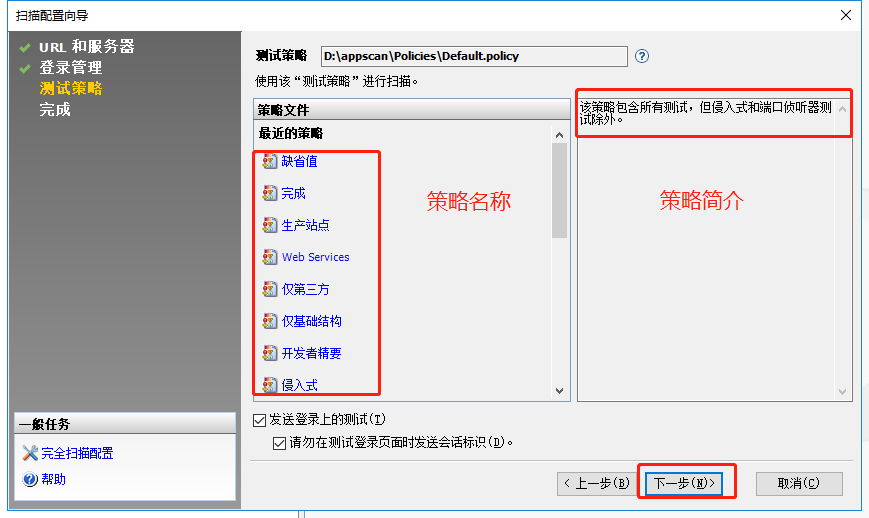 扫描配置向导
URL 和服务器
登录管理
测试策略
完成
测试策略
D:\appscan\Policies\Default.policy
使用该“测试策略”进行扫描。
策略文件
最近的策略
缺省值
完成
生产站点
Web Services
仅第三方
仅基础结构
开发者精要
侵入式
策略名称
该策略包含所有测试，但侵入式和端口侦听器测
试除外。
策略简介
发送登录上的测试(T)
请勿在测试登录页面时发送会话标识(D)。
一般任务
完全扫描配置
帮助
< 上一步(B)
下一步(N)>
取消(C)